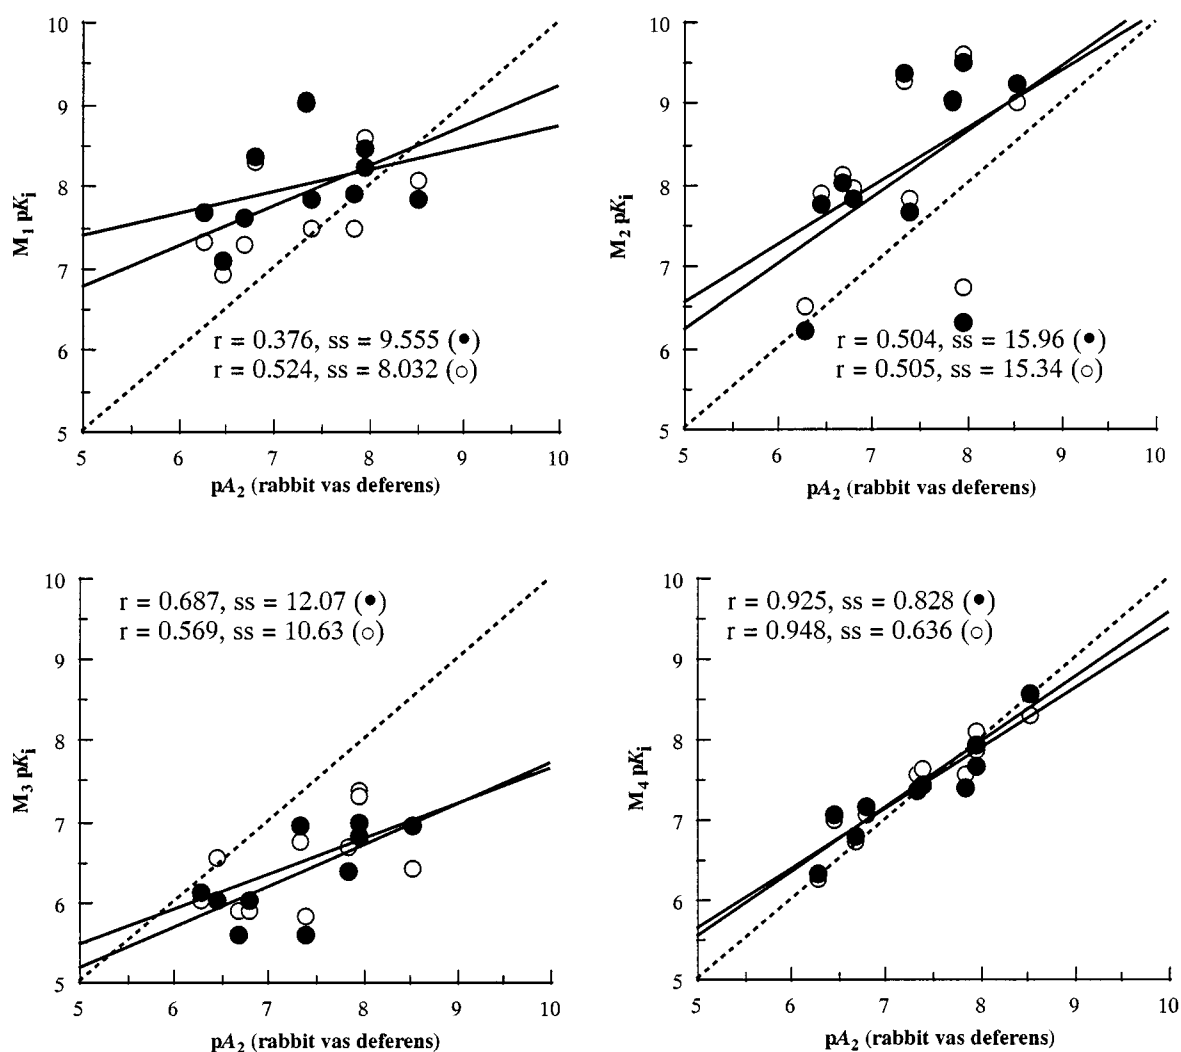 10
9
8
7
6
5
M₁ pKi
r = 0.376, ss = 9.555 (●)
r = 0.524, ss = 8.032 (○)
5 6 7 8 9 10
pA₂ (rabbit vas deferens)
10
9
8
7
6
5
M₂ pKi
r = 0.504, ss = 15.96 (●)
r = 0.505, ss = 15.34 (○)
5 6 7 8 9 10
pA₂ (rabbit vas deferens)
10
9
8
7
6
5
M₃ pKi
r = 0.687, ss = 12.07 (●)
r = 0.569, ss = 10.63 (○)
5 6 7 8 9 10
pA₂ (rabbit vas deferens)
10
9
8
7
6
5
M₄ pKi
r = 0.925, ss = 0.828 (●)
r = 0.948, ss = 0.636 (○)
5 6 7 8 9 10
pA₂ (rabbit vas deferens)